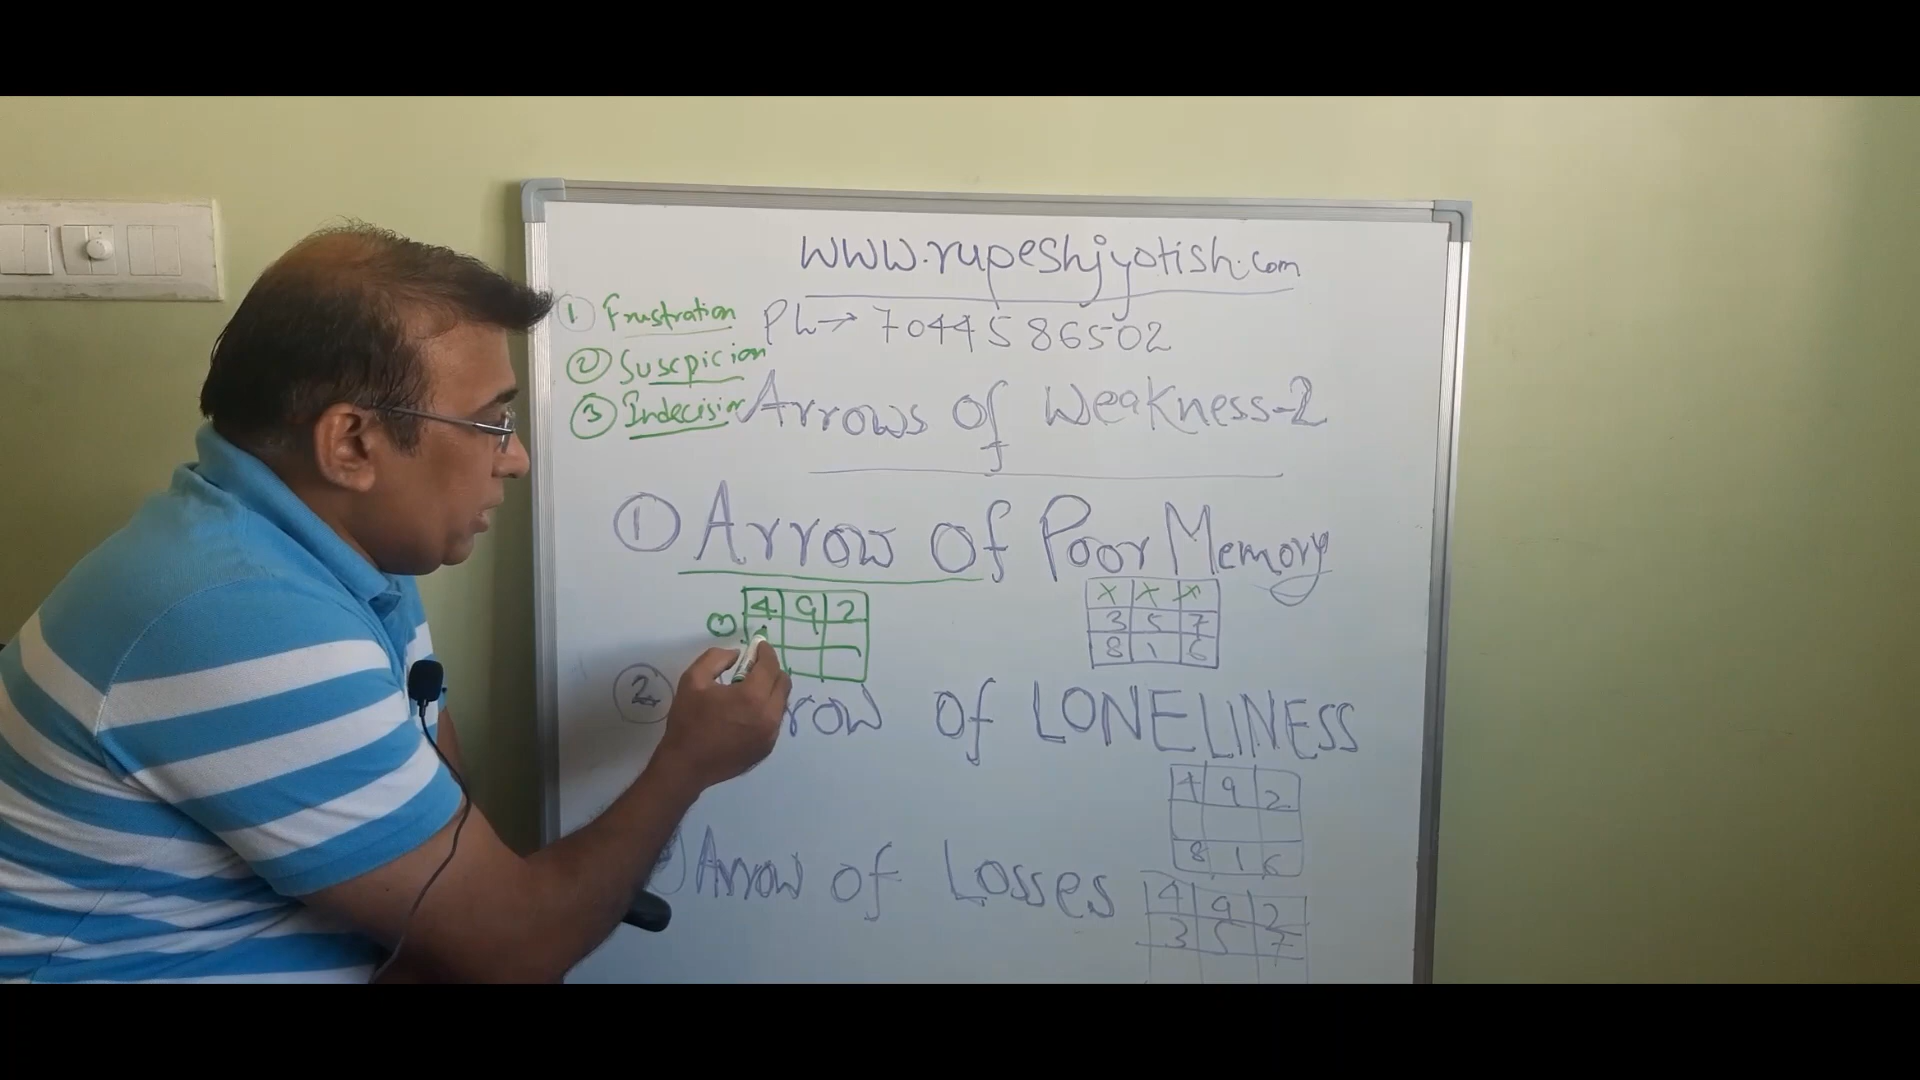 www.rupeshjyotish.com
① Frustration
Ph→ 7044586502
② Suscpicion
③ Indecision
Arrows Of Weakness-2
① Arrow Of Poor Memory
4 9 2
x x x
3 5 7
8 1 6
② Of LONELINESS
4 9 2
8 1 6
Arrow of Losses
4 9 2
3 5 7